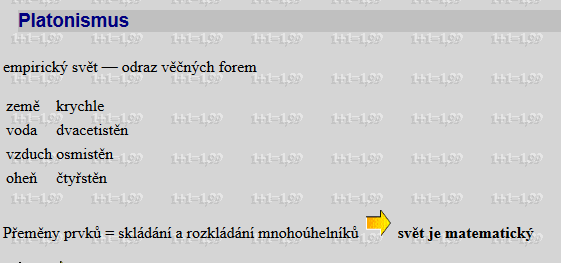 Platonismus
empirický svět — odraz věčných forem
země krychle
voda dvacetistěn
vzduch osmistěn
oheň čtyřstěn
Přeměny prvků = skládání a rozkládání mnohoúhelníků svět je matematický